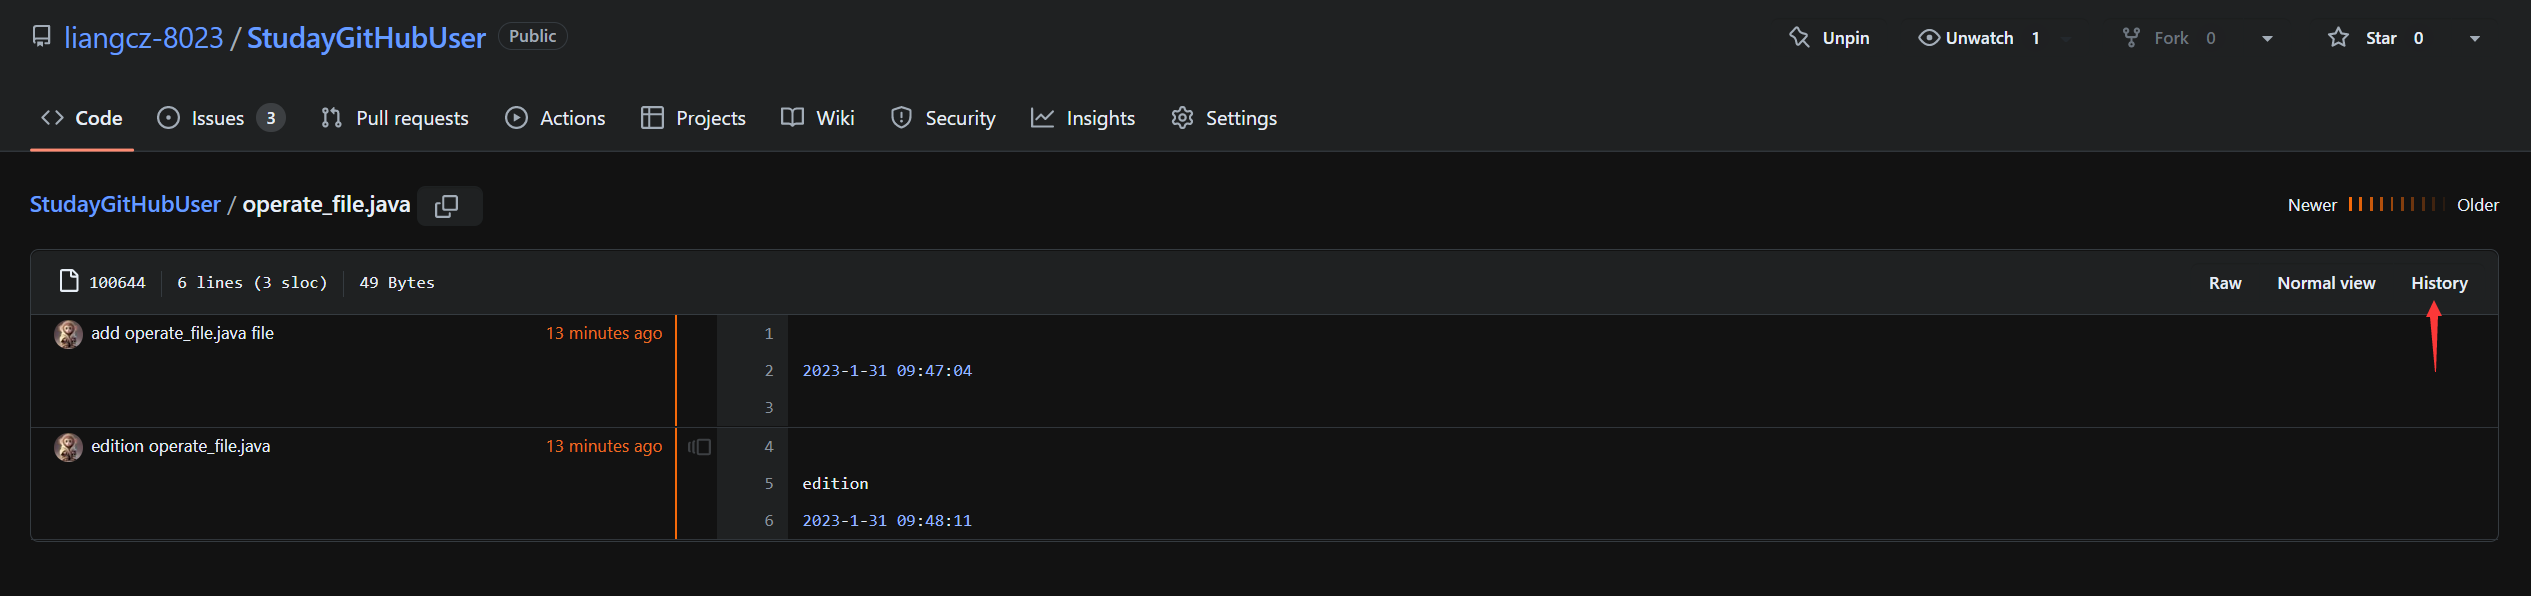 liangcz-8023 / StudayGitHubUser Public Unpin Unwatch 1 Fork 0 Star 0
Code Issues 3 Pull requests Actions Projects Wiki Security Insights Settings
StudayGitHubUser / operate_file.java Newer Older
100644 6 lines (3 sloc) 49 Bytes Raw Normal view History
add operate_file.java file 13 minutes ago 1
2 2023-1-31 09:47:04
3
edition operate_file.java 13 minutes ago 4
5 edition
6 2023-1-31 09:48:11